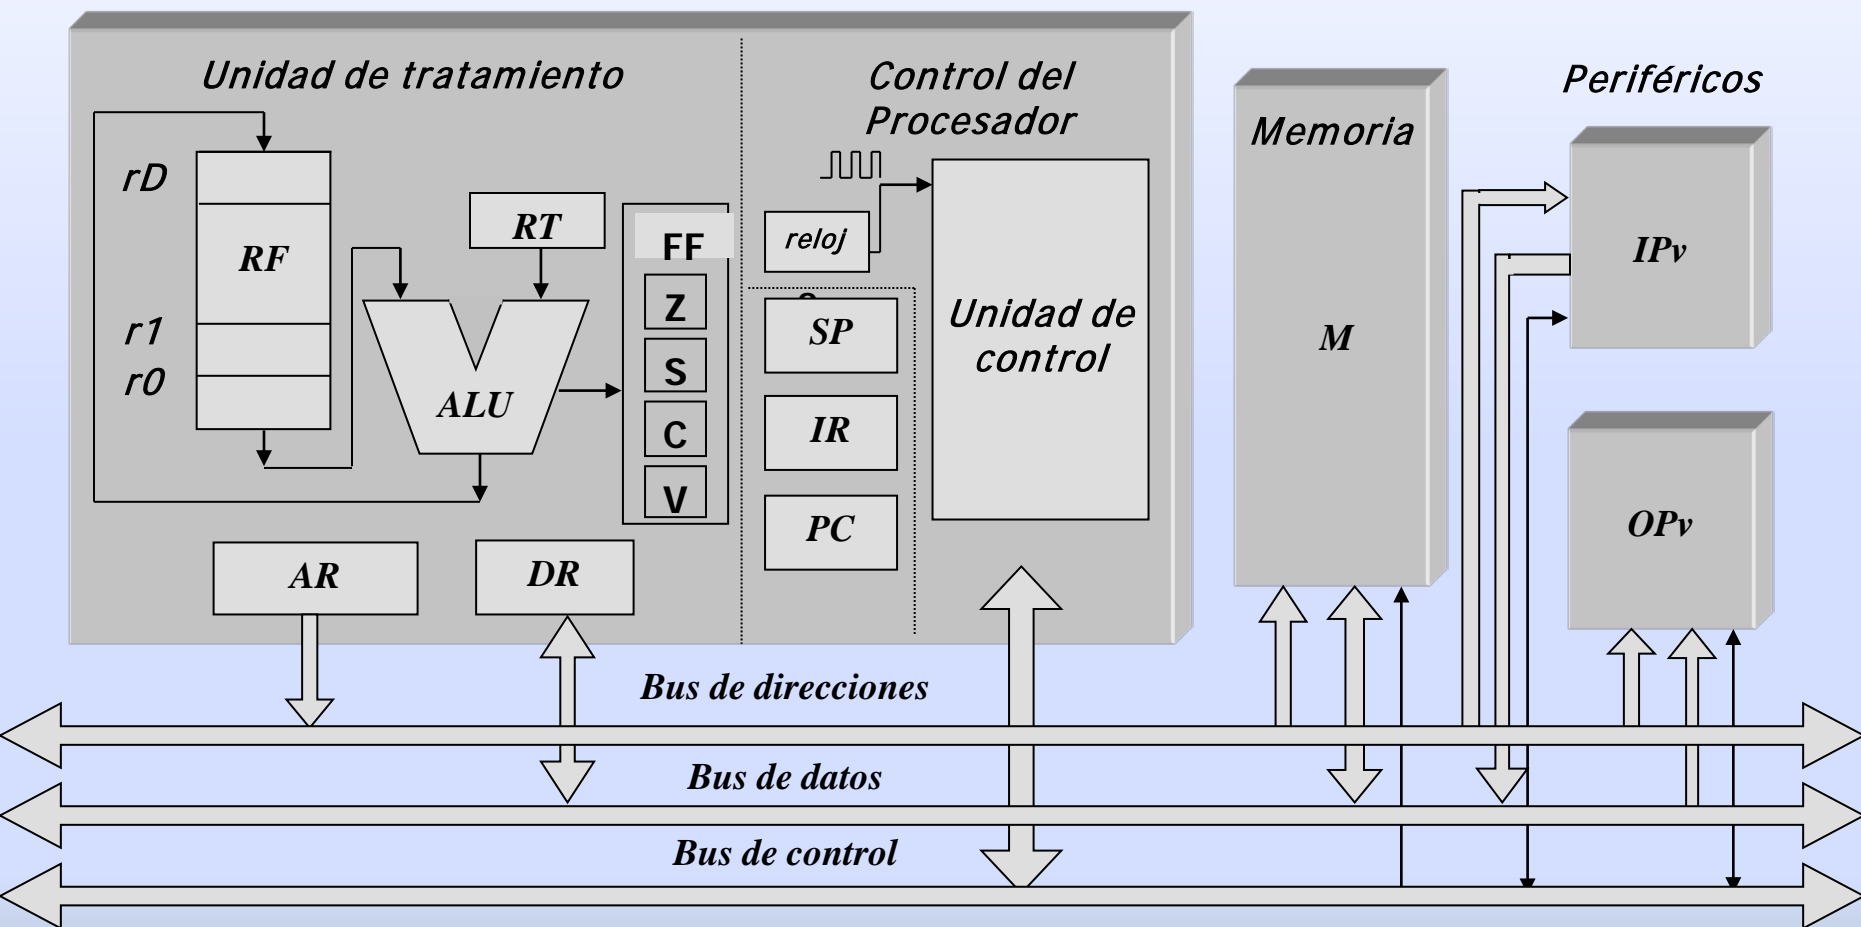 Unidad de tratamiento
Control del
Procesador
Memoria
Periféricos
rD
RF
r1
r0
RT
ALU
FF
Z
S
C
V
reloj
SP
IR
PC
Unidad de
control
M
IPv
OPv
AR
DR
Bus de direcciones
Bus de datos
Bus de control